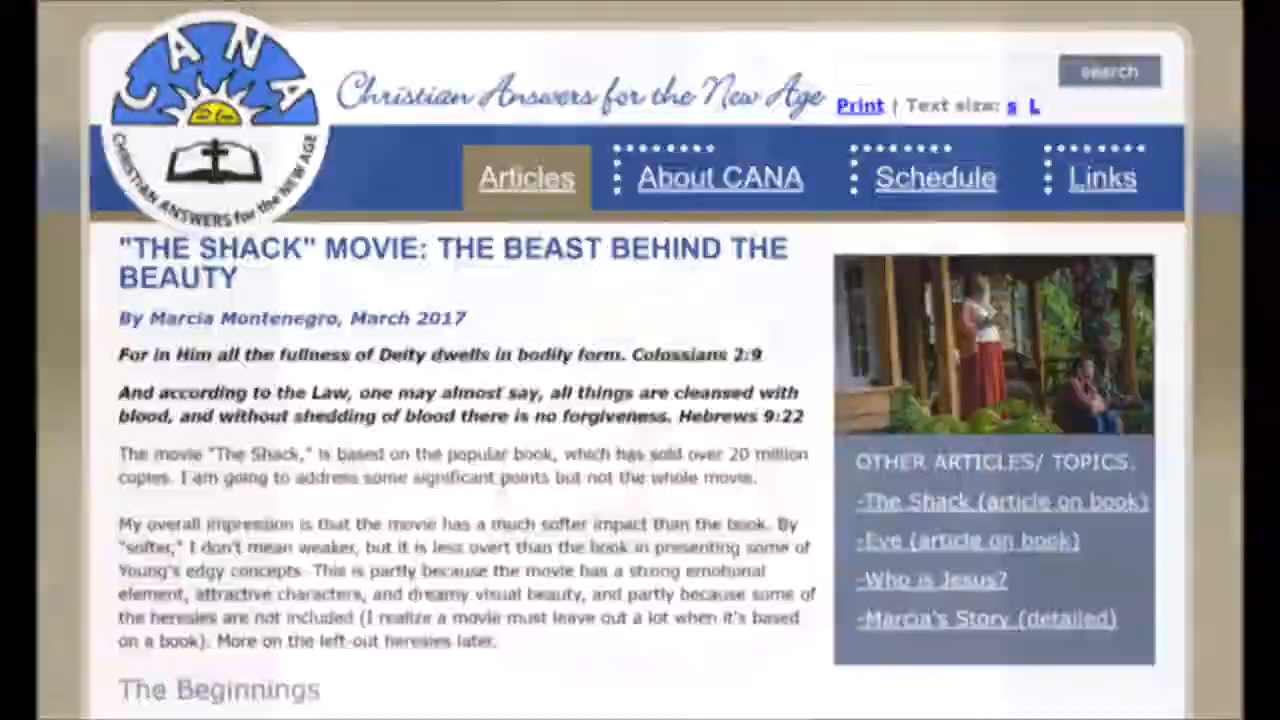 CANA
CHRISTIAN ANSWERS for the NEW AGE
Christian Answers for the New Age
search
Print | Text size: s L
Articles
About CANA
Schedule
Links
"THE SHACK" MOVIE: THE BEAST BEHIND THE
BEAUTY
By Marcia Montenegro, March 2017
For in Him all the fullness of Deity dwells in bodily form. Colossians 2:9
And according to the Law, one may almost say, all things are cleansed with
blood, and without shedding of blood there is no forgiveness. Hebrews 9:22
The movie "The Shack," is based on the popular book, which has sold over 20 million
copies. I am going to address some significant points but not the whole movie.
My overall impression is that the movie has a much softer impact than the book. By
"softer," I don't mean weaker, but it is less overt than the book in presenting some of
Young's edgy concepts. This is partly because the movie has a strong emotional
element, attractive characters, and dreamy visual beauty, and partly because some of
the heresies are not included (I realize a movie must leave out a lot when it's based
on a book). More on the left-out heresies later.
The Beginnings
OTHER ARTICLES/ TOPICS.
-The Shack (article on book)
-Eve (article on book)
-Who is Jesus?
-Marcia's Story (detailed)